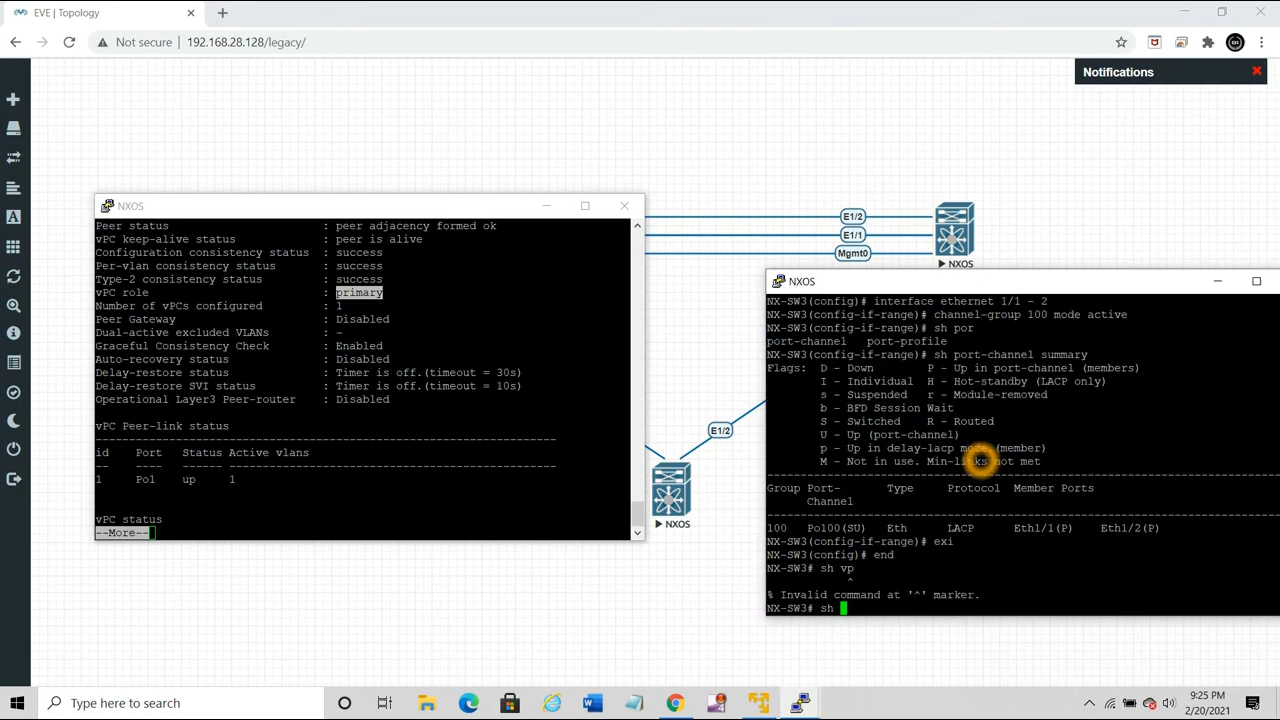 EVE | Topology
Not secure
192.168.28.128/legacy/
Notifications
E1/2
E1/1
Mgmt0
NXOS
NXOS
Peer status : peer adjacency formed ok
vPC keep-alive status : peer is alive
Configuration consistency status : success
Per-vlan consistency status : success
Type-2 consistency status : success
vPC role : primary
Number of vPCs configured : 1
Peer Gateway : Disabled
Dual-active excluded VLANs : -
Graceful Consistency Check : Enabled
Auto-recovery status : Disabled
Delay-restore status : Timer is off.(timeout = 30s)
Delay-restore SVI status : Timer is off.(timeout = 10s)
Operational Layer3 Peer-router : Disabled
vPC Peer-link status
---------------------------------------------------------------------
id Port Status Active vlans
-- ---- ------ -------------------------------------------------
1 Po1 up 1
vPC status
--More--
E1/2
NXOS
NXOS
NX-SW3(config)# interface ethernet 1/1 - 2
NX-SW3(config-if-range)# channel-group 100 mode active
NX-SW3(config-if-range)# sh por
port-channel port-profile
NX-SW3(config-if-range)# sh port-channel summary
Flags: D - Down P - Up in port-channel (members)
I - Individual H - Hot-standby (LACP only)
s - Suspended r - Module-removed
b - BFD Session Wait
S - Switched R - Routed
U - Up (port-channel)
p - Up in delay-lacp mode (member)
M - Not in use. Min-links not met
--------------------------------------------------------------------------------
Group Port- Type Protocol Member Ports
Channel
--------------------------------------------------------------------------------
100 Po100(SU) Eth LACP Eth1/1(P) Eth1/2(P)
NX-SW3(config-if-range)# exi
NX-SW3(config)# end
NX-SW3# sh vp
^
% Invalid command at '^' marker.
NX-SW3# sh
Type here to search
9:25 PM
2/20/2021